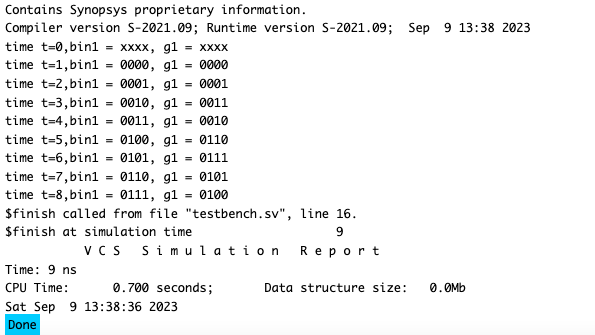 Contains Synopsys proprietary information.
Compiler version S-2021.09; Runtime version S-2021.09;  Sep  9 13:38 2023
time t=0,bin1 = xxxx, g1 = xxxx
time t=1,bin1 = 0000, g1 = 0000
time t=2,bin1 = 0001, g1 = 0001
time t=3,bin1 = 0010, g1 = 0011
time t=4,bin1 = 0011, g1 = 0010
time t=5,bin1 = 0100, g1 = 0110
time t=6,bin1 = 0101, g1 = 0111
time t=7,bin1 = 0110, g1 = 0101
time t=8,bin1 = 0111, g1 = 0100
$finish called from file "testbench.sv", line 16.
$finish at simulation time                    9
           V C S   S i m u l a t i o n   R e p o r t
Time: 9 ns
CPU Time:      0.700 seconds;       Data structure size:   0.0Mb
Sat Sep  9 13:38:36 2023
Done